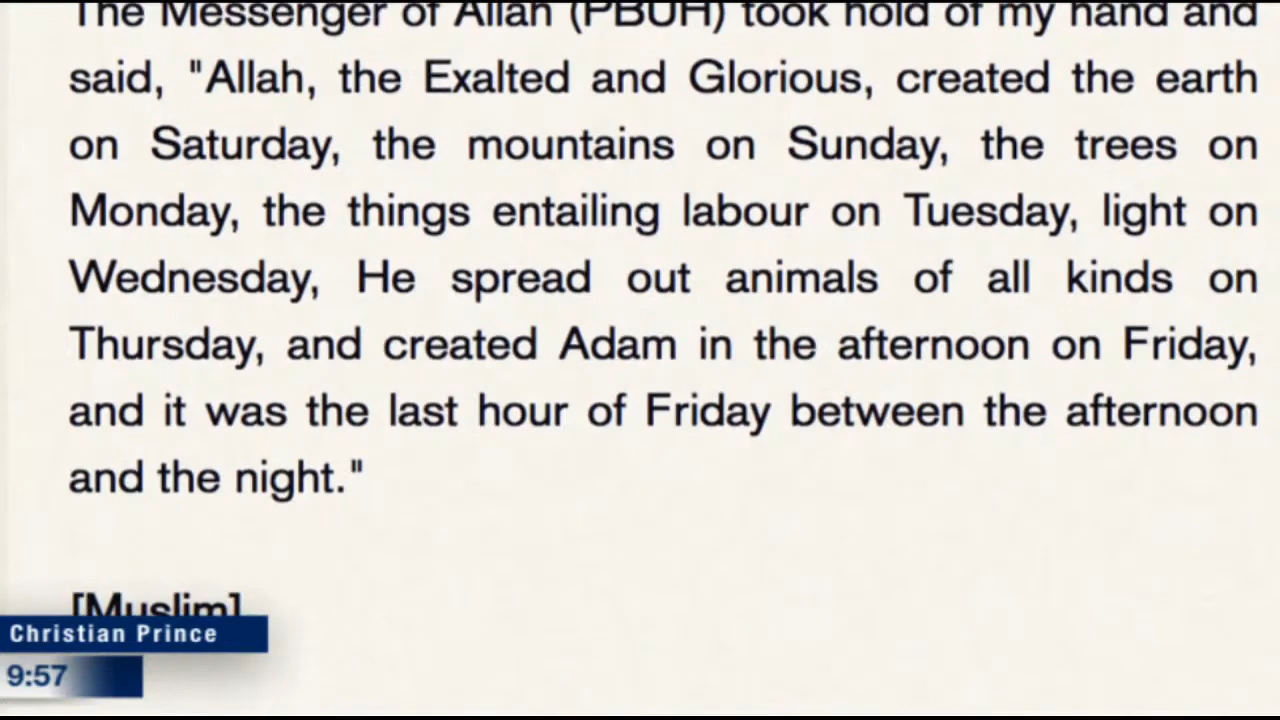 The Messenger of Allah (PBUH) took hold of my hand and
said, "Allah, the Exalted and Glorious, created the earth
on Saturday, the mountains on Sunday, the trees on
Monday, the things entailing labour on Tuesday, light on
Wednesday, He spread out animals of all kinds on
Thursday, and created Adam in the afternoon on Friday,
and it was the last hour of Friday between the afternoon
and the night."
[Muslim]
Christian Prince
9:57